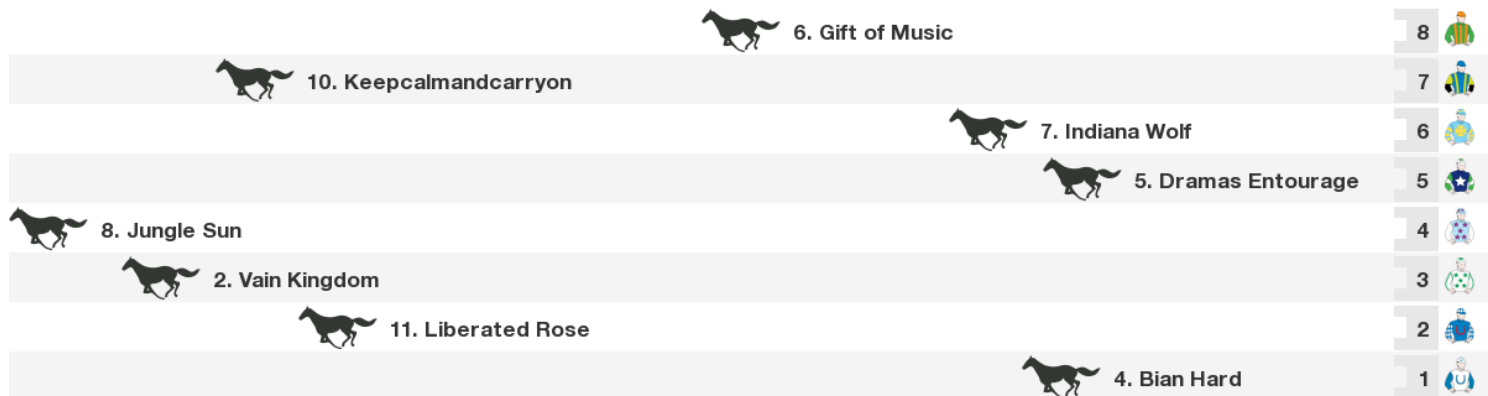 6. Gift of Music 8
10. Keepcalmandcarryon 7
7. Indiana Wolf 6
5. Dramas Entourage 5
8. Jungle Sun 4
2. Vain Kingdom 3
11. Liberated Rose 2
4. Bian Hard 1